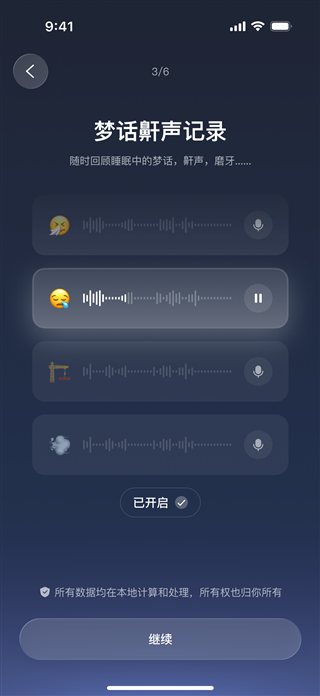 9:41
3/6
梦话鼾声记录
随时回顾睡眠中的梦话，鼾声，磨牙......
已开启
所有数据均在本地计算和处理，所有权也归你所有
继续